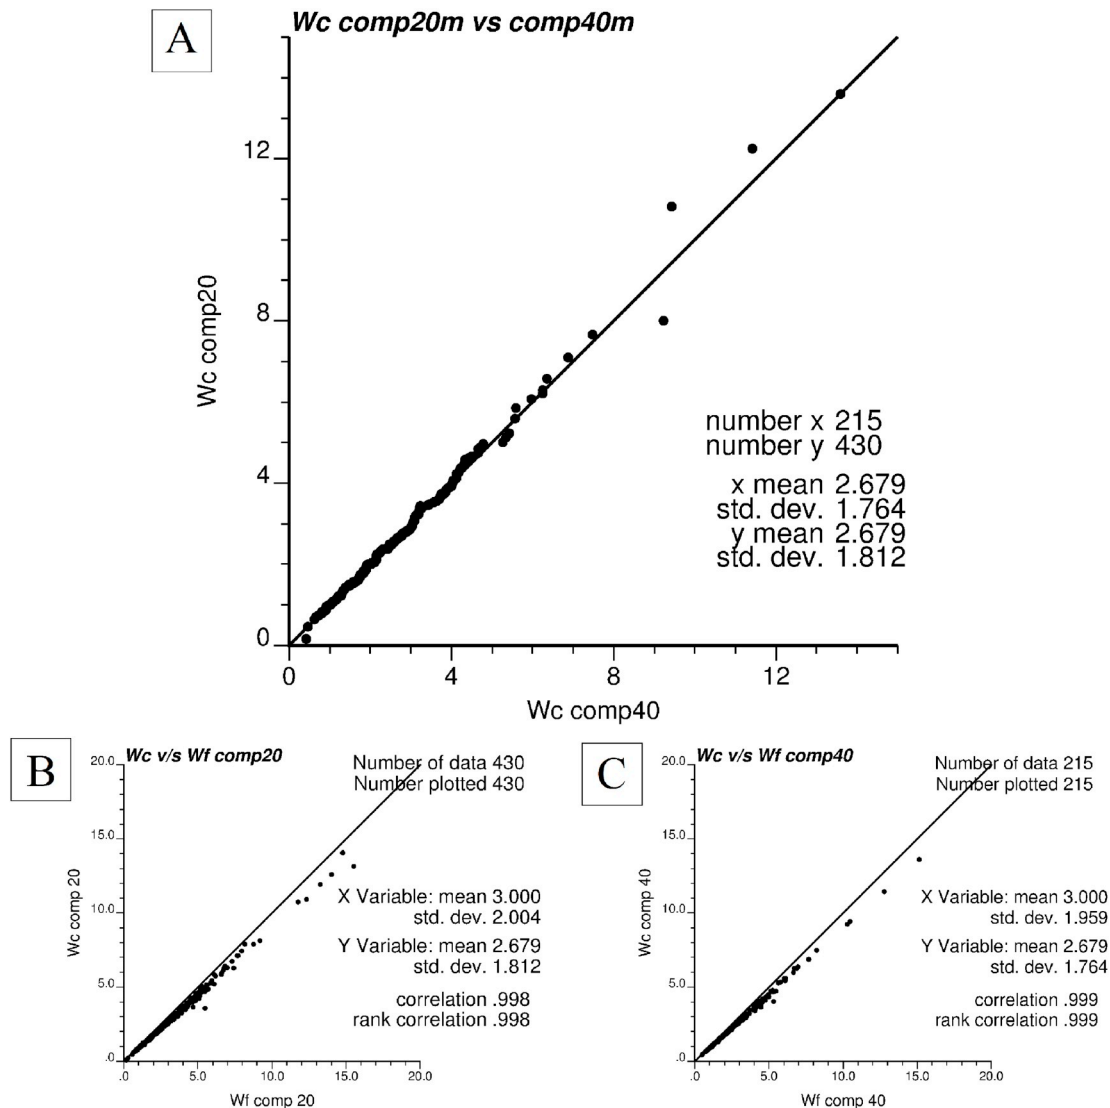 A
Wc comp20m vs comp40m
12
8
4
0
Wc comp20
number x 215
number y 430
x mean 2.679
std. dev. 1.764
y mean 2.679
std. dev. 1.812
0 4 8 12
Wc comp40
B
Wc v/s Wf comp20
Number of data 430
Number plotted 430
20.0
15.0
10.0
5.0
.0
Wc comp 20
X Variable: mean 3.000
std. dev. 2.004
Y Variable: mean 2.679
std. dev. 1.812
correlation .998
rank correlation .998
.0 5.0 10.0 15.0 20.0
Wf comp 20
C
Wc v/s Wf comp40
Number of data 215
Number plotted 215
20.0
15.0
10.0
5.0
.0
Wc comp 40
X Variable: mean 3.000
std. dev. 1.959
Y Variable: mean 2.679
std. dev. 1.764
correlation .999
rank correlation .999
.0 5.0 10.0 15.0 20.0
Wf comp 40